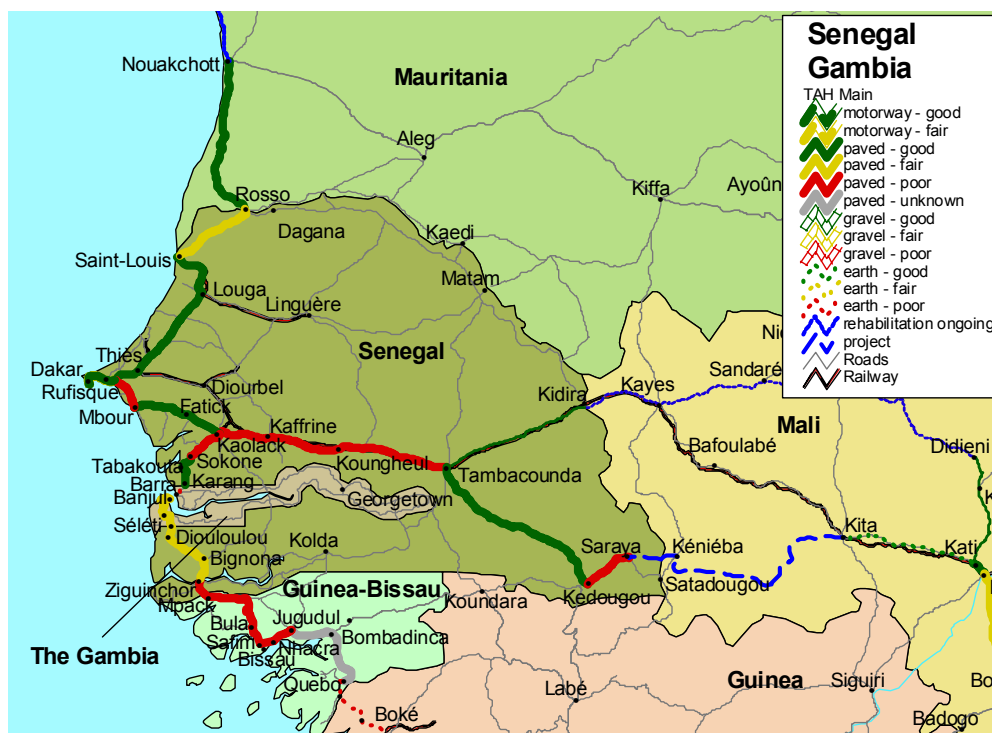 Senegal
Gambia
TAH Main
motorway - good
motorway - fair
paved - good
paved - fair
paved - poor
paved - unknown
gravel - good
gravel - fair
gravel - poor
earth - good
earth - fair
earth - poor
rehabilitation ongoing
project
Roads
Railway
Nouakchott
Mauritania
Aleg
Kiffa
Ayoûn
Rosso
Dagana
Kaedi
Saint-Louis
Matam
Louga
Linguère
Senegal
Sandaré
Thiès
Dakar
Rufisque
Diourbel
Kidira
Kayes
Mbour
Fatick
Mali
Kaffrine
Kaolack
Bafoulabé
Didieni
Tabakouta
Sokone
Koungheul
Tambacounda
Karang
Barra
Banjul
Georgetown
Séléti
Kita
Diouloulou
Kolda
Saraya
Kéniéba
Kati
Bignona
Ziguinchor
Guinea-Bissau
Kedougou
Satadougou
Mpack
Koundara
Jugudul
Bula
Bombadinca
The Gambia
Safim
Nhacra
Bissau
Quebo
Labé
Guinea
Siguiri
Boké
Badogo